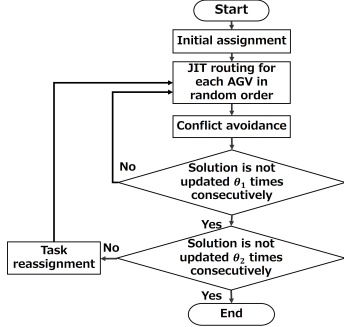 Start
Initial assignment
JIT routing for
each AGV in
random order
Conflict avoidance
No
Solution is not
updated θ₁ times
consecutively
Yes
Task
reassignment
No
Solution is not
updated θ₂ times
consecutively
Yes
End